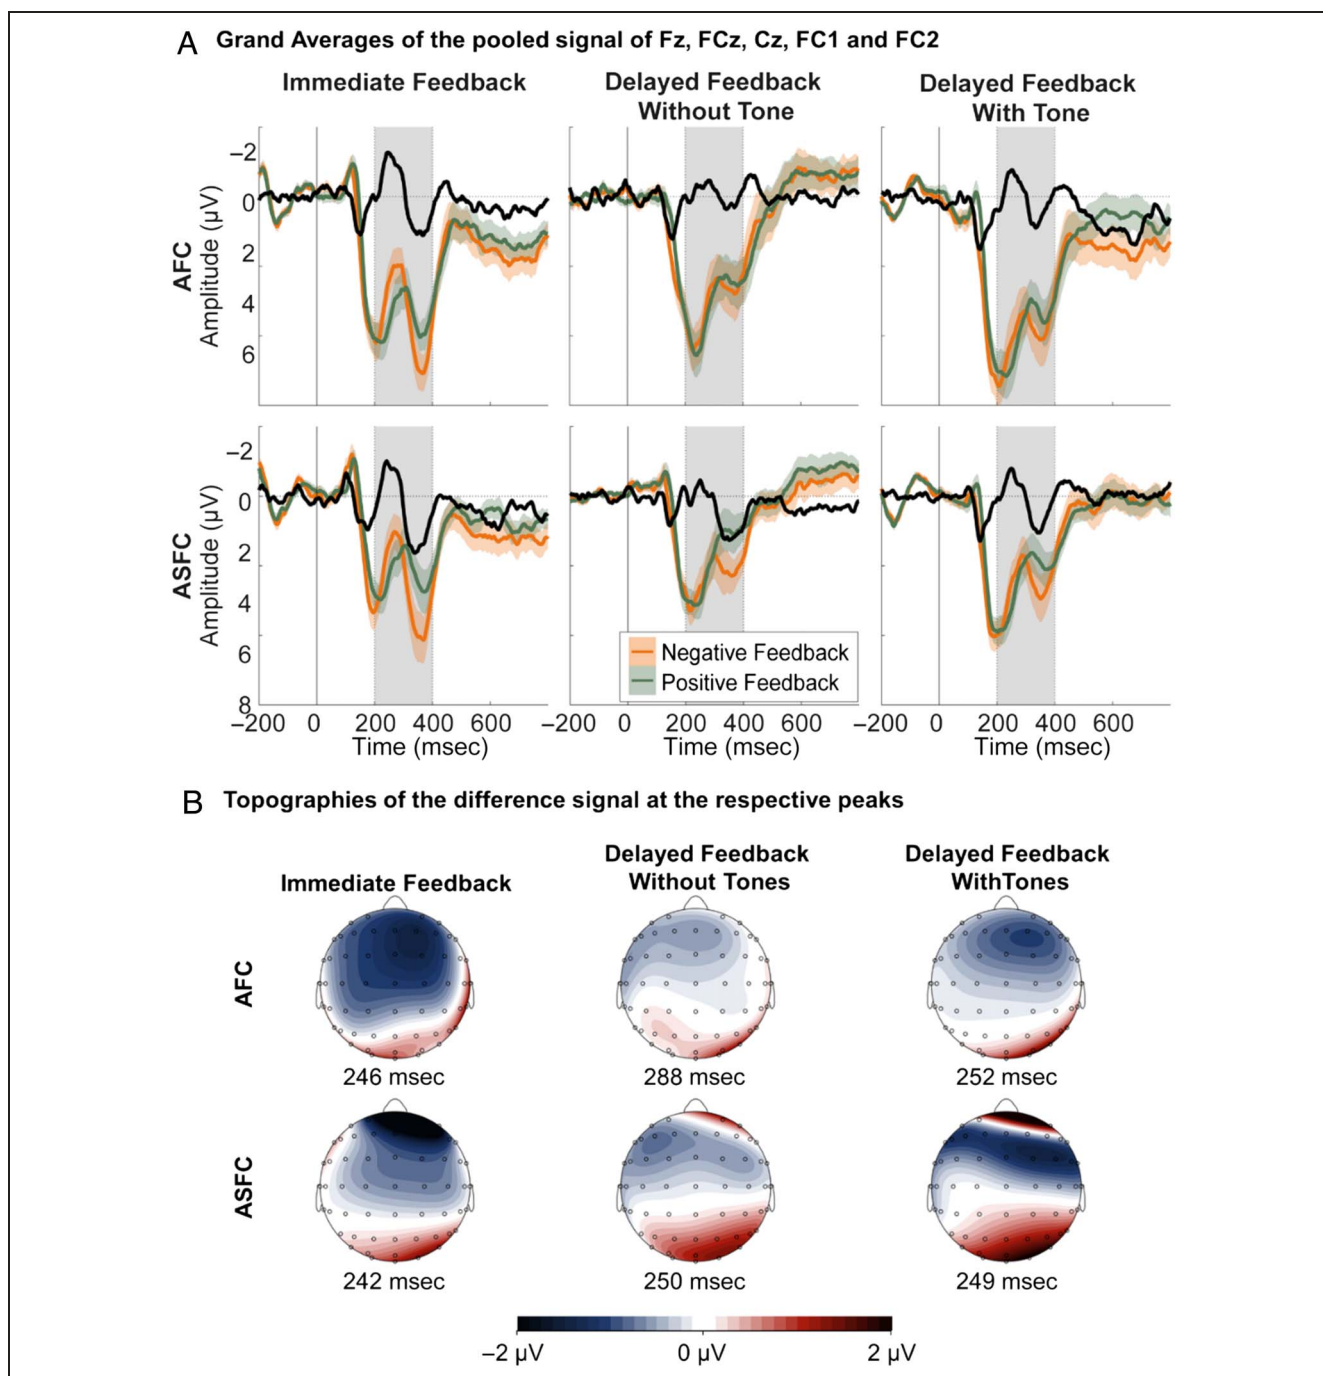 A Grand Averages of the pooled signal of Fz, FCz, Cz, FC1 and FC2
Immediate Feedback
Delayed Feedback
Without Tone
Delayed Feedback
With Tone
AFC
Amplitude (µV)
–2
0
2
4
6
ASFC
Amplitude (µV)
–2
0
2
4
6
8
Negative Feedback
Positive Feedback
–200 0 200 400 600
–200 0 200 400 600
–200 0 200 400 600
Time (msec)
Time (msec)
Time (msec)
B Topographies of the difference signal at the respective peaks
Immediate Feedback
Delayed Feedback
Without Tones
Delayed Feedback
WithTones
AFC
246 msec
288 msec
252 msec
ASFC
242 msec
250 msec
249 msec
–2 µV
0 µV
2 µV